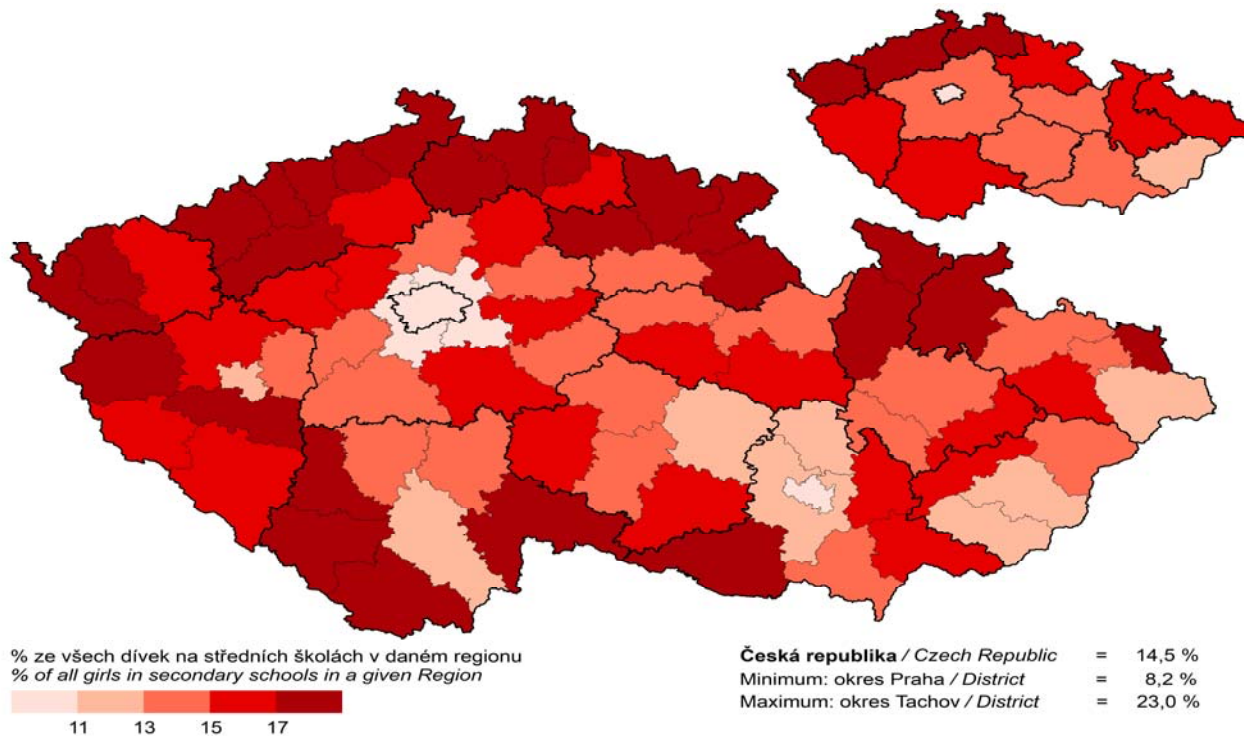 % ze všech dívek na středních školách v daném regionu
% of all girls in secondary schools in a given Region
11 13 15 17
Česká republika / Czech Republic = 14,5 %
Minimum: okres Praha / District = 8,2 %
Maximum: okres Tachov / District = 23,0 %